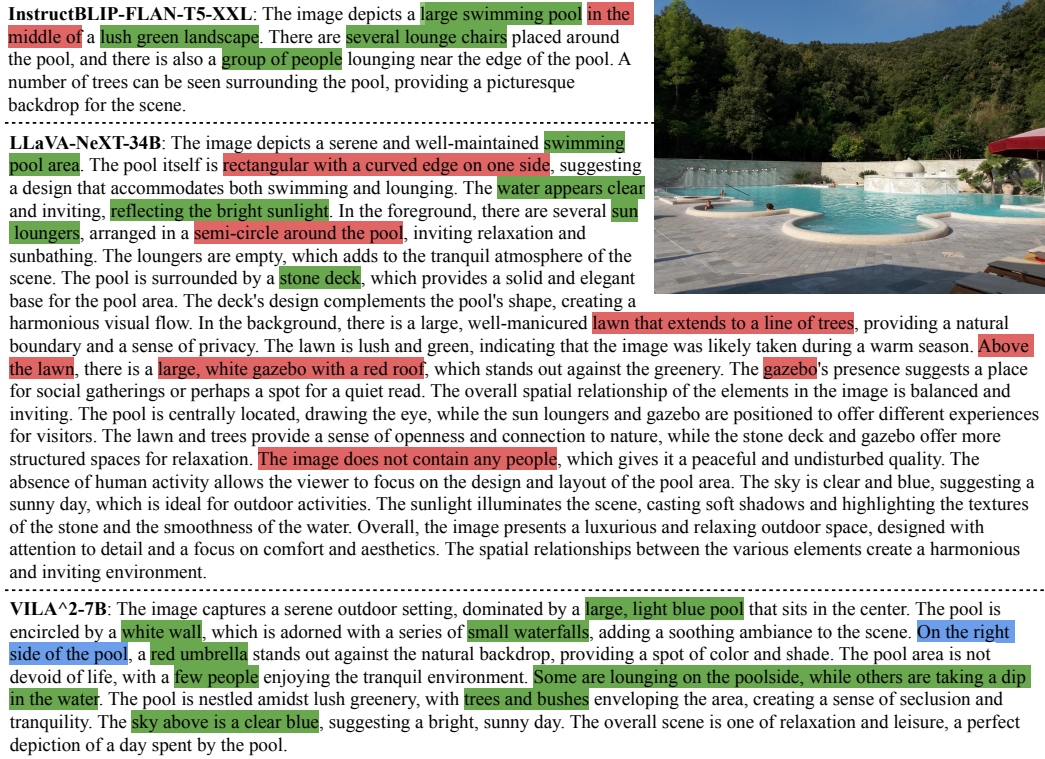 InstructBLIP-FLAN-T5-XXL: The image depicts a large swimming pool in the
middle of a lush green landscape. There are several lounge chairs placed around
the pool, and there is also a group of people lounging near the edge of the pool. A
number of trees can be seen surrounding the pool, providing a picturesque
backdrop for the scene.
LLaVA-NeXT-34B: The image depicts a serene and well-maintained swimming
pool area. The pool itself is rectangular with a curved edge on one side, suggesting
a design that accommodates both swimming and lounging. The water appears clear
and inviting, reflecting the bright sunlight. In the foreground, there are several sun
loungers, arranged in a semi-circle around the pool, inviting relaxation and
sunbathing. The loungers are empty, which adds to the tranquil atmosphere of the
scene. The pool is surrounded by a stone deck, which provides a solid and elegant
base for the pool area. The deck's design complements the pool's shape, creating a
harmonious visual flow. In the background, there is a large, well-manicured lawn that extends to a line of trees, providing a natural
boundary and a sense of privacy. The lawn is lush and green, indicating that the image was likely taken during a warm season. Above
the lawn, there is a large, white gazebo with a red roof, which stands out against the greenery. The gazebo's presence suggests a place
for social gatherings or perhaps a spot for a quiet read. The overall spatial relationship of the elements in the image is balanced and
inviting. The pool is centrally located, drawing the eye, while the sun loungers and gazebo are positioned to offer different experiences
for visitors. The lawn and trees provide a sense of openness and connection to nature, while the stone deck and gazebo offer more
structured spaces for relaxation. The image does not contain any people, which gives it a peaceful and undisturbed quality. The
absence of human activity allows the viewer to focus on the design and layout of the pool area. The sky is clear and blue, suggesting a
sunny day, which is ideal for outdoor activities. The sunlight illuminates the scene, casting soft shadows and highlighting the textures
of the stone and the smoothness of the water. Overall, the image presents a luxurious and relaxing outdoor space, designed with
attention to detail and a focus on comfort and aesthetics. The spatial relationships between the various elements create a harmonious
and inviting environment.
VILA^2-7B: The image captures a serene outdoor setting, dominated by a large, light blue pool that sits in the center. The pool is
encircled by a white wall, which is adorned with a series of small waterfalls, adding a soothing ambiance to the scene. On the right
side of the pool, a red umbrella stands out against the natural backdrop, providing a spot of color and shade. The pool area is not
devoid of life, with a few people enjoying the tranquil environment. Some are lounging on the poolside, while others are taking a dip
in the water. The pool is nestled amidst lush greenery, with trees and bushes enveloping the area, creating a sense of seclusion and
tranquility. The sky above is a clear blue, suggesting a bright, sunny day. The overall scene is one of relaxation and leisure, a perfect
depiction of a day spent by the pool.